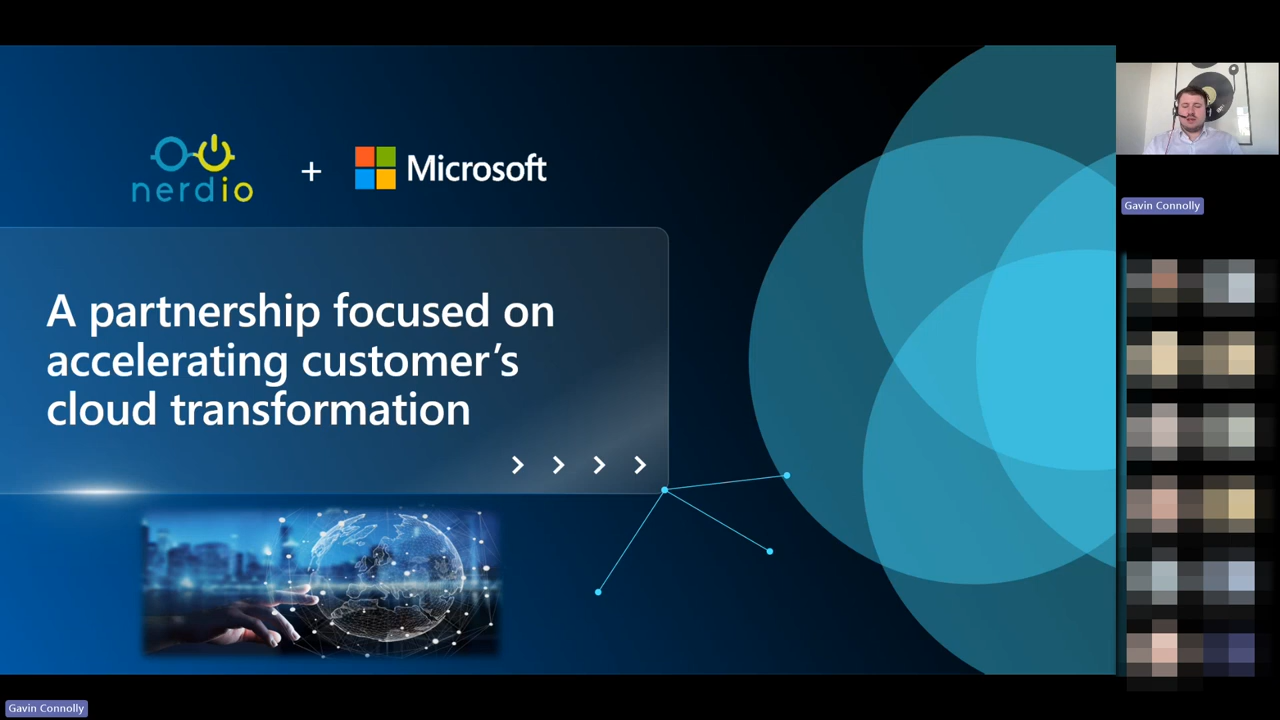 nerdio
+
Microsoft
A partnership focused on
accelerating customer’s
cloud transformation
Gavin Connolly
Gavin Connolly